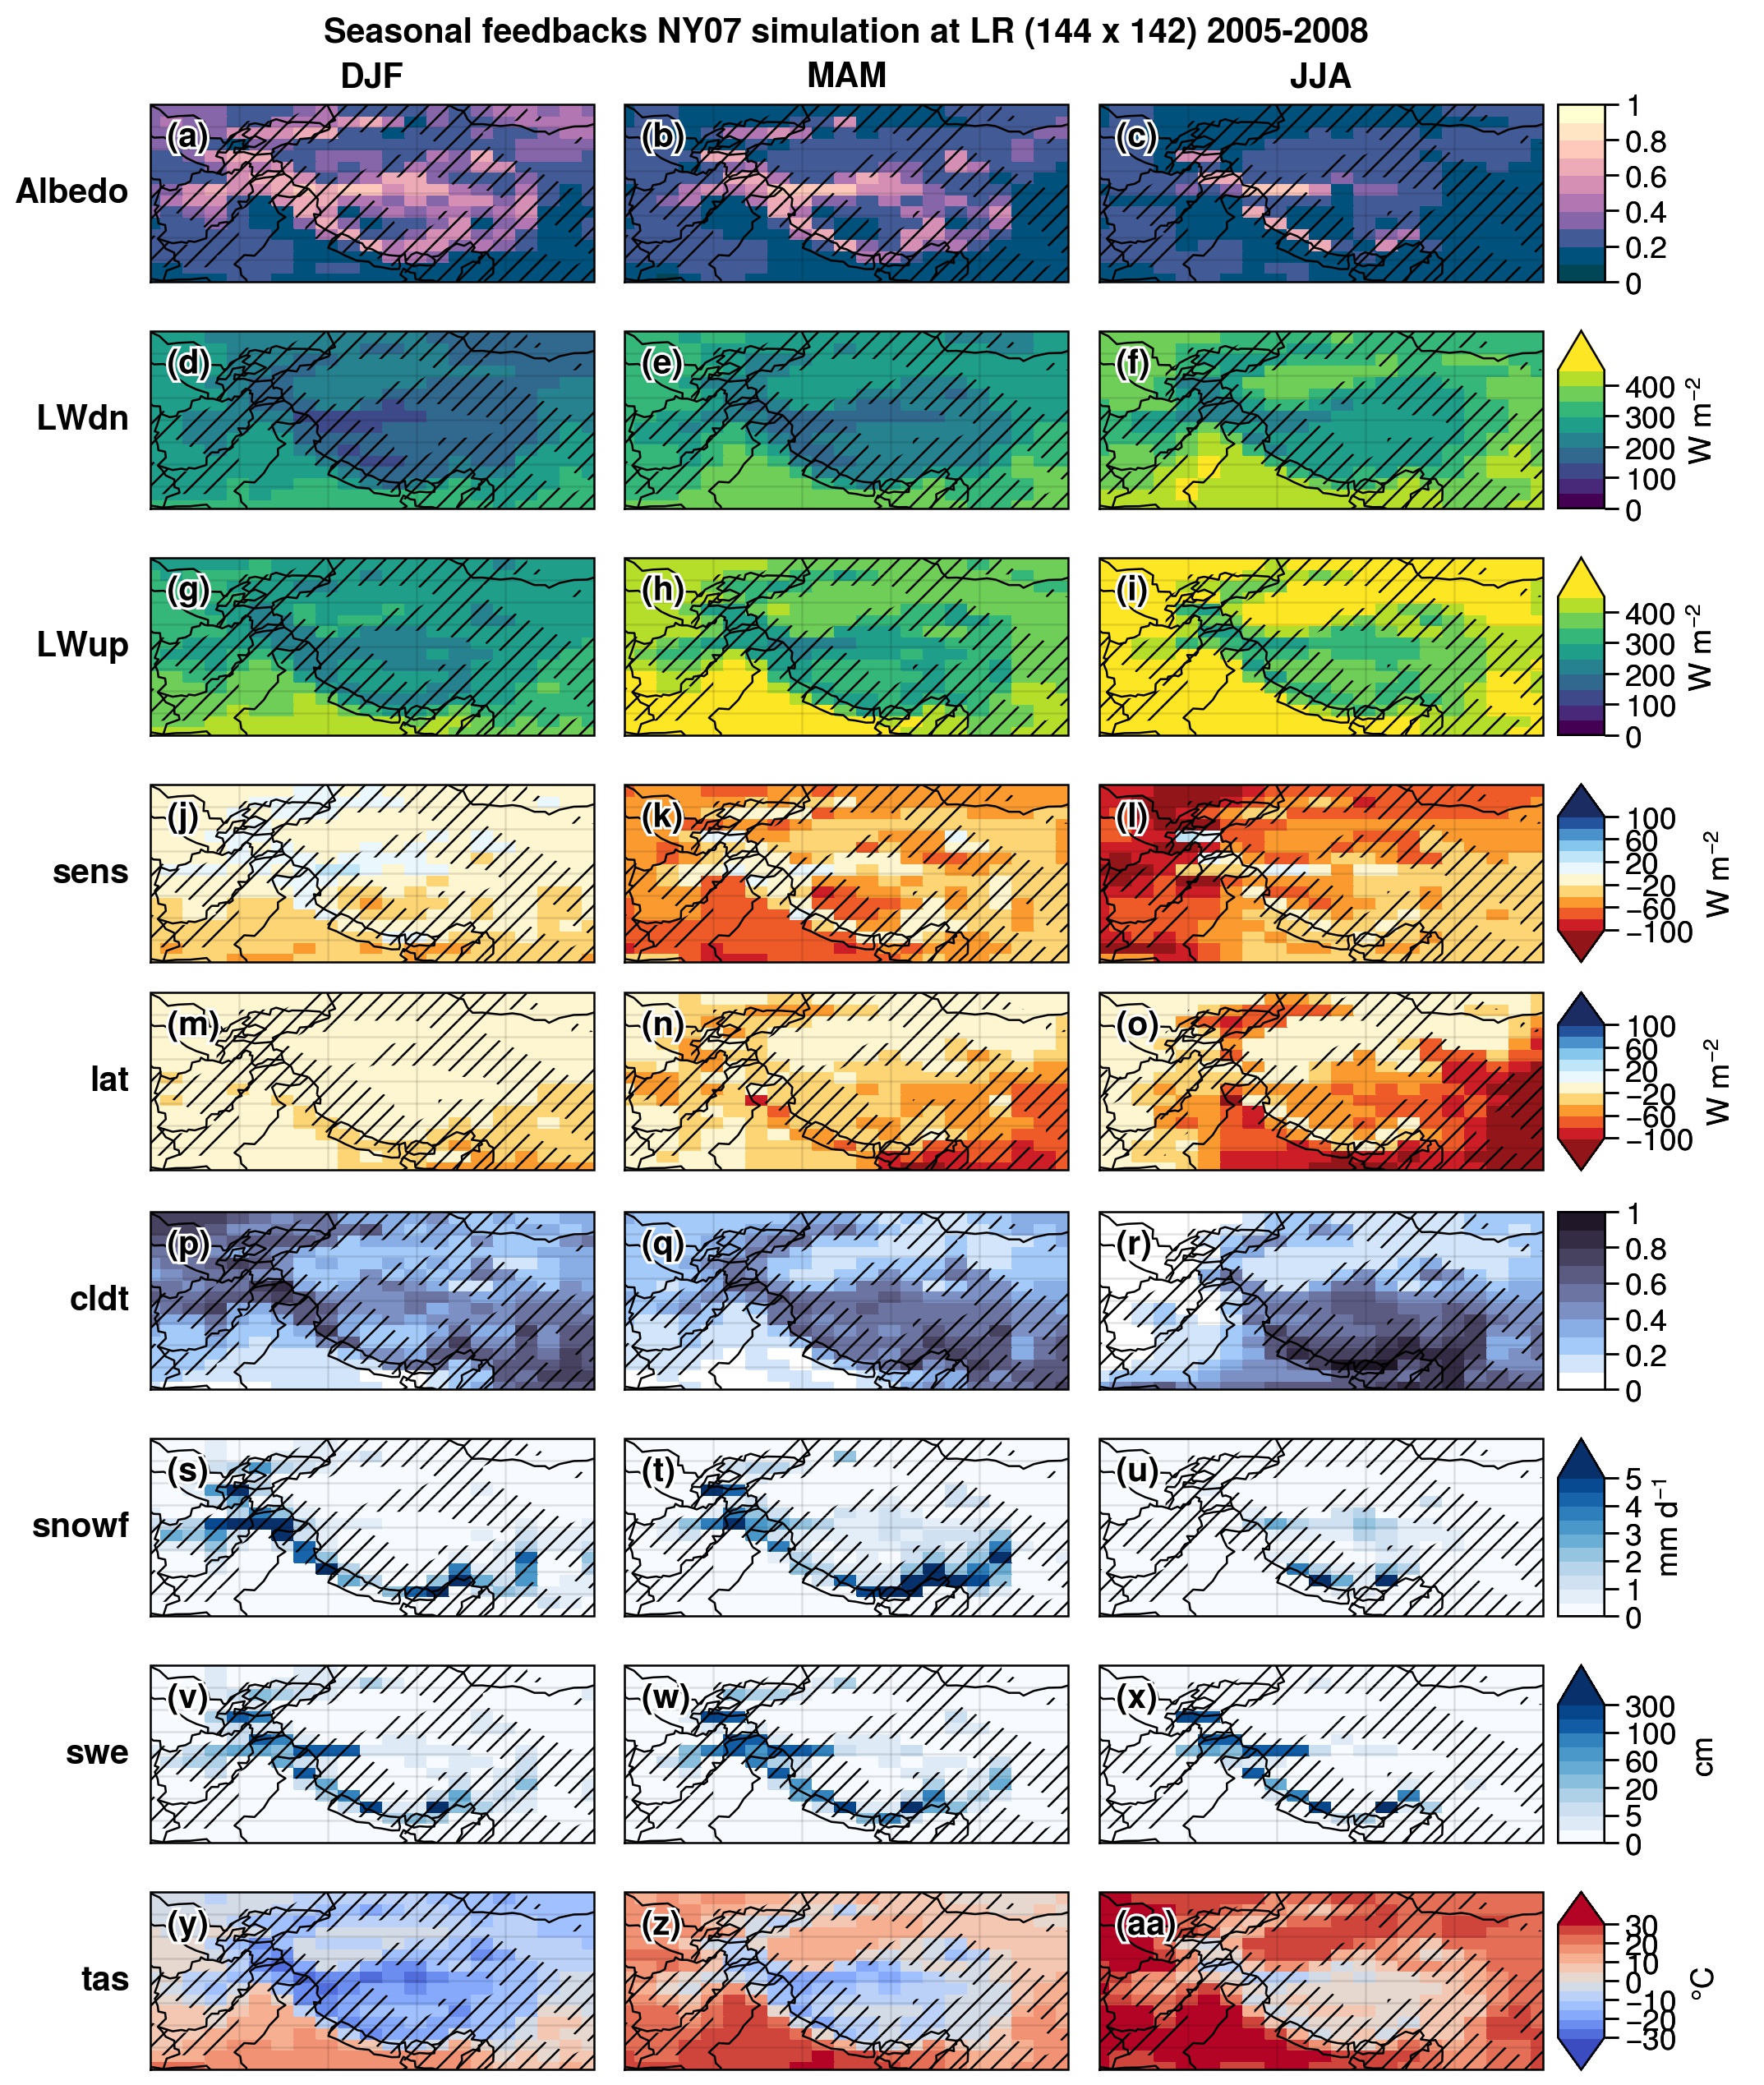 Seasonal feedbacks NY07 simulation at LR (144 x 142) 2005-2008
DJF MAM JJA
Albedo (a) (b) (c)
1
0.8
0.6
0.4
0.2
0
LWdn (d) (e) (f)
400
300
200
100
0
W m−2
LWup (g) (h) (i)
400
300
200
100
0
W m−2
sens (j) (k) (l)
100
60
20
−20
−60
−100
W m−2
lat (m) (n) (o)
100
60
20
−20
−60
−100
W m−2
cldt (p) (q) (r)
1
0.8
0.6
0.4
0.2
0
snowf (s) (t) (u)
5
4
3
2
1
0
mm d−1
swe (v) (w) (x)
300
100
60
20
5
0
cm
tas (y) (z) (aa)
30
20
10
0
−10
−20
−30
°C